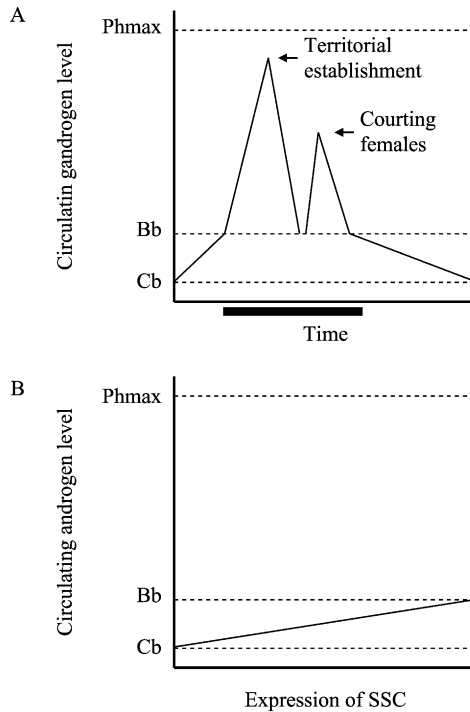 A
Phmax
Territorial
establishment
Courting
females
Circulatin gandrogen level
Bb
Cb
Time
B
Phmax
Circulating androgen level
Bb
Cb
Expression of SSC